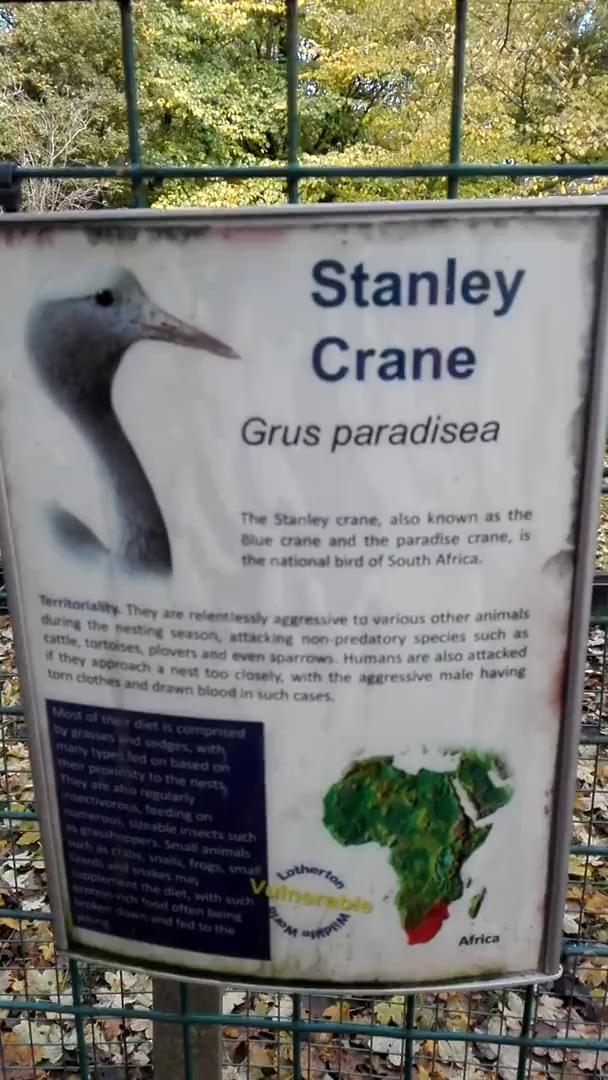 Stanley
Crane
Grus paradisea
The Stanley crane, also known as the
Blue crane and the paradise crane, is
the national bird of South Africa.
Territoriality. They are relentlessly aggressive to various other animals
during the nesting season, attacking non-predatory species such as
cattle, tortoises, plovers and even sparrows. Humans are also attacked
if they approach a nest too closely, with the aggressive male having
torn clothes and drawn blood in such cases.
Most of their diet is comprised
by grasses and sedges, with
many types fed on based on
their proximity to the nests.
They are also regularly
insectivorous, feeding on
numerous, sizeable insects such
as grasshoppers. Small animals
such as crabs, snails, frogs, small
lizards and snakes may
supplement the diet, with such
protein-rich food often being
broken down and fed to the
young.
Lotherton
Vulnerable
Wildlife World
Africa